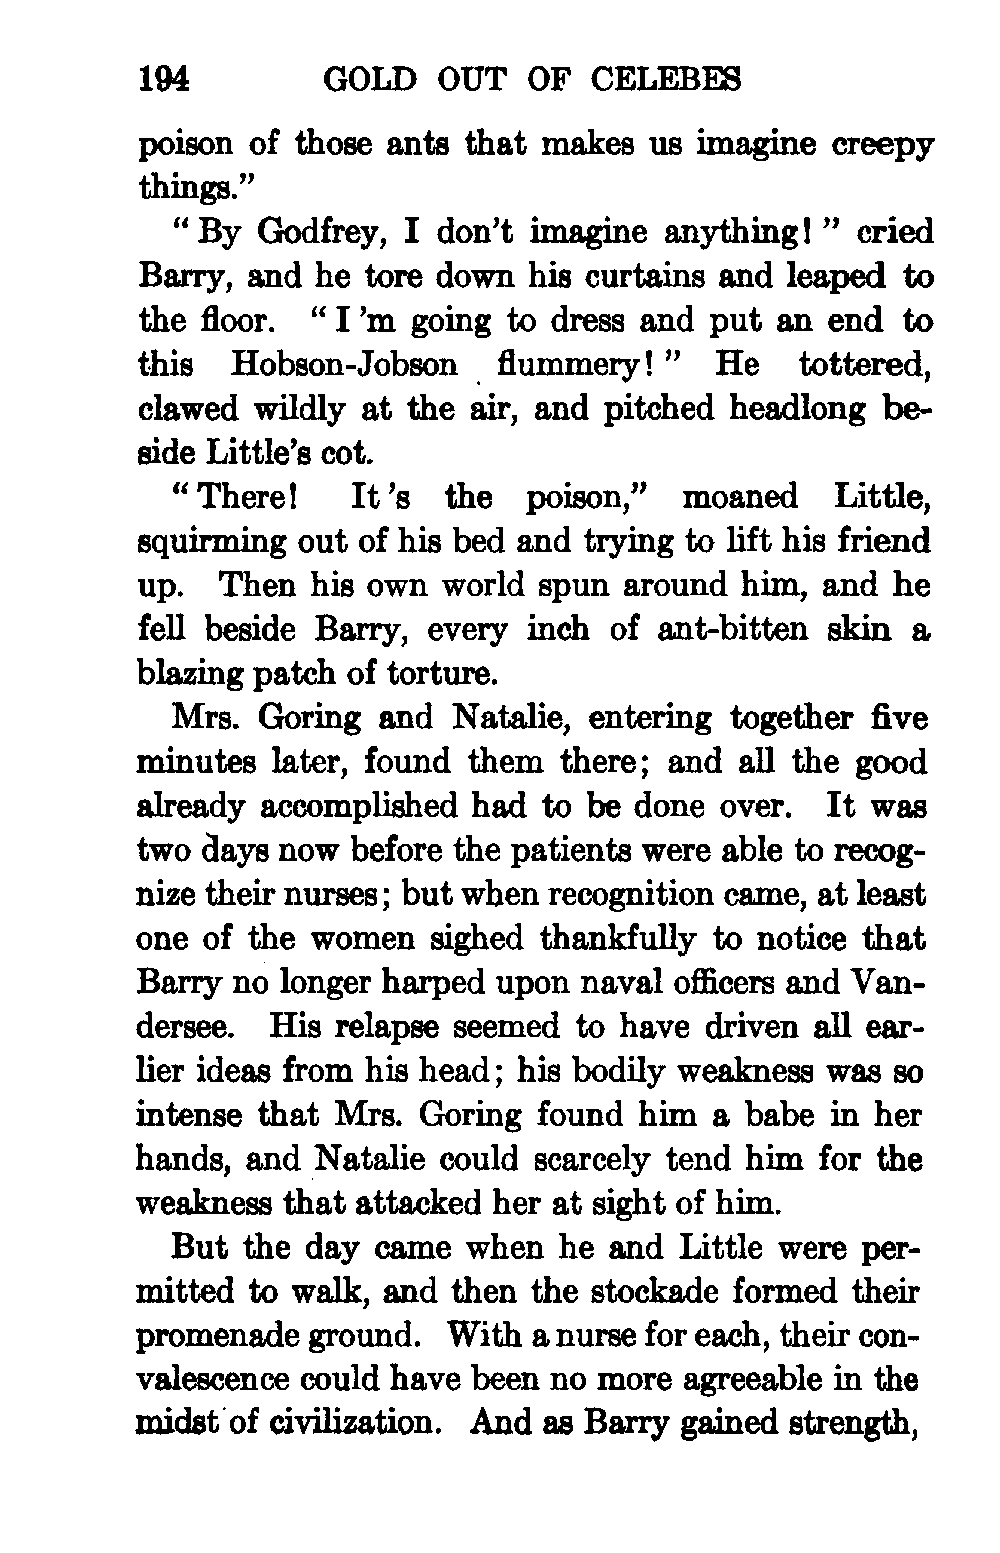 194 GOLD OUT OF CELEBES
poison of those ants that makes us imagine creepy
things.”
“ By Godfrey, I don’t imagine anything! ” cried
Barry, and he tore down his curtains and leaped to
the floor. “ I ’m going to dress and put an end to
this Hobson-Jobson flummery! ” He tottered,
clawed wildly at the air, and pitched headlong be-
side Little’s cot.
“ There! It ’s the poison,” moaned Little,
squirming out of his bed and trying to lift his friend
up. Then his own world spun around him, and he
fell beside Barry, every inch of ant-bitten skin a
blazing patch of torture.
Mrs. Goring and Natalie, entering together five
minutes later, found them there; and all the good
already accomplished had to be done over. It was
two days now before the patients were able to recog-
nize their nurses; but when recognition came, at least
one of the women sighed thankfully to notice that
Barry no longer harped upon naval officers and Van-
dersee. His relapse seemed to have driven all ear-
lier ideas from his head; his bodily weakness was so
intense that Mrs. Goring found him a babe in her
hands, and Natalie could scarcely tend him for the
weakness that attacked her at sight of him.
But the day came when he and Little were per-
mitted to walk, and then the stockade formed their
promenade ground. With a nurse for each, their con-
valescence could have been no more agreeable in the
midst of civilization. And as Barry gained strength,